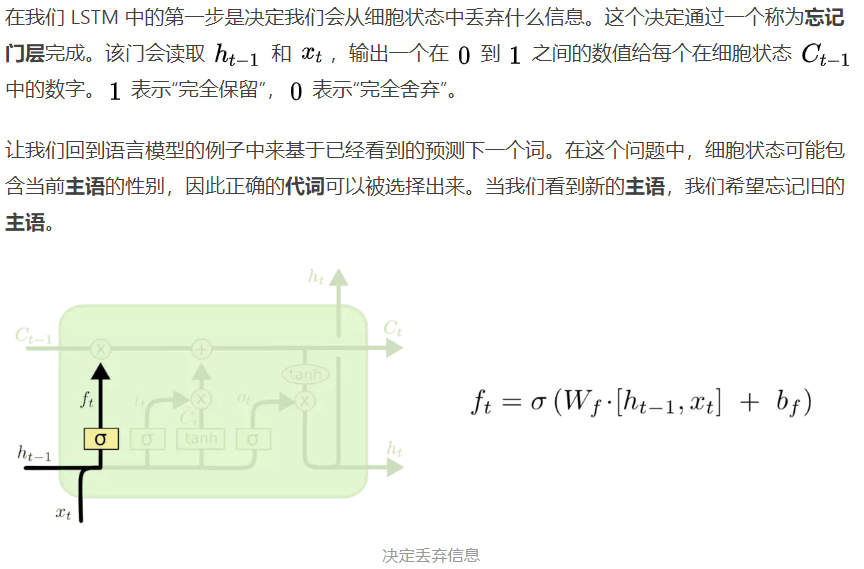 在我们 LSTM 中的第一步是决定我们会从细胞状态中丢弃什么信息。这个决定通过一个称为忘记
门层完成。该门会读取 h_{t-1} 和 x_t ，输出一个在 0 到 1 之间的数值给每个在细胞状态 C_{t-1}
中的数字。1 表示“完全保留”，0 表示“完全舍弃”。
让我们回到语言模型的例子中来基于已经看到的预测下一个词。在这个问题中，细胞状态可能包
含当前主语的性别，因此正确的代词可以被选择出来。当我们看到新的主语，我们希望忘记旧的
主语。
h_t
C_{t-1}
C_t
tanh
f_t
i_t
C̃_t
o_t
σ
σ
tanh
σ
h_{t-1}
h_t
x_t
f_t = σ (W_f · [h_{t-1}, x_t] + b_f)
决定丢弃信息